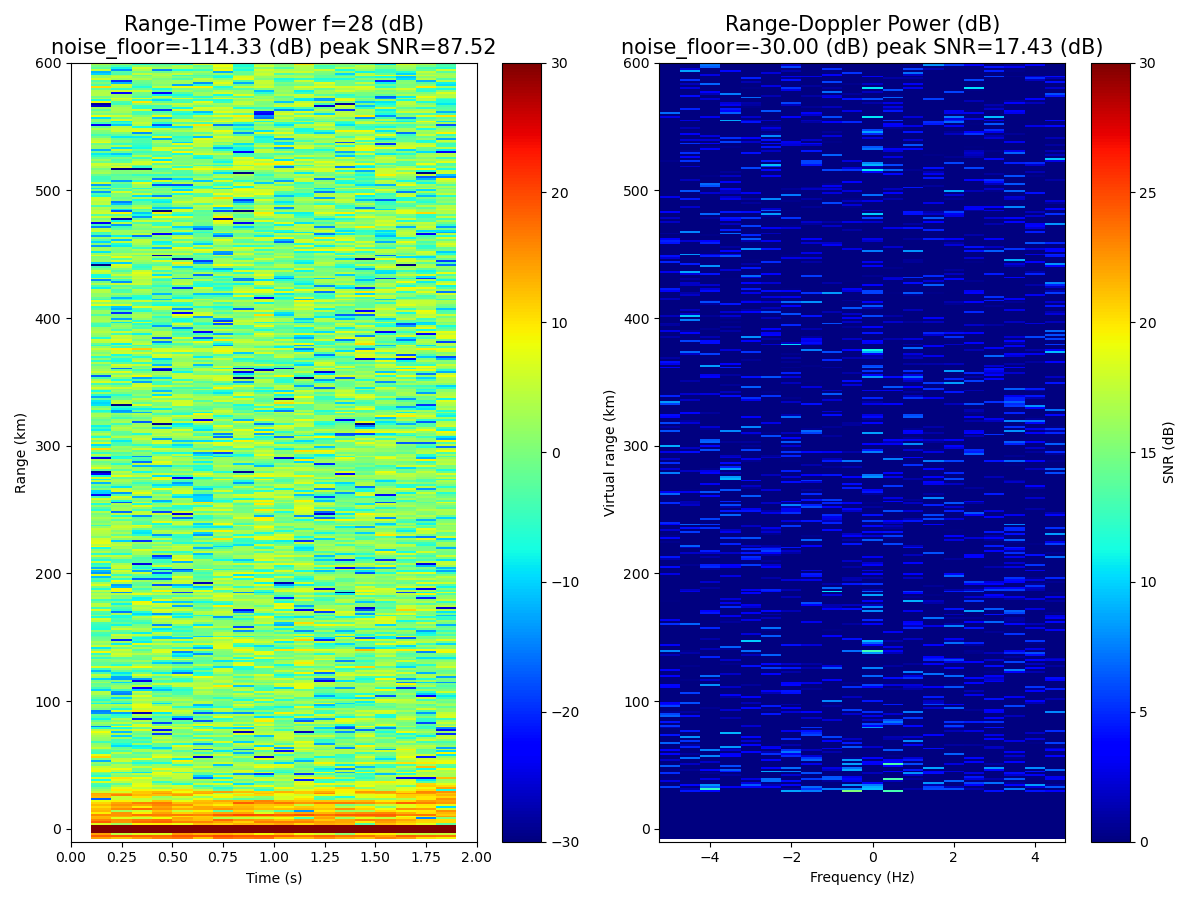 Range-Time Power f=28 (dB)
noise_floor=-114.33 (dB) peak SNR=87.52
Range-Doppler Power (dB)
noise_floor=-30.00 (dB) peak SNR=17.43 (dB)
600
500
400
300
200
100
0
Range (km)
0.00 0.25 0.50 0.75 1.00 1.25 1.50 1.75 2.00
Time (s)
30
20
10
0
−10
−20
−30
600
500
400
300
200
100
0
Virtual range (km)
−4 −2 0 2 4
Frequency (Hz)
30
25
20
15
10
5
0
SNR (dB)